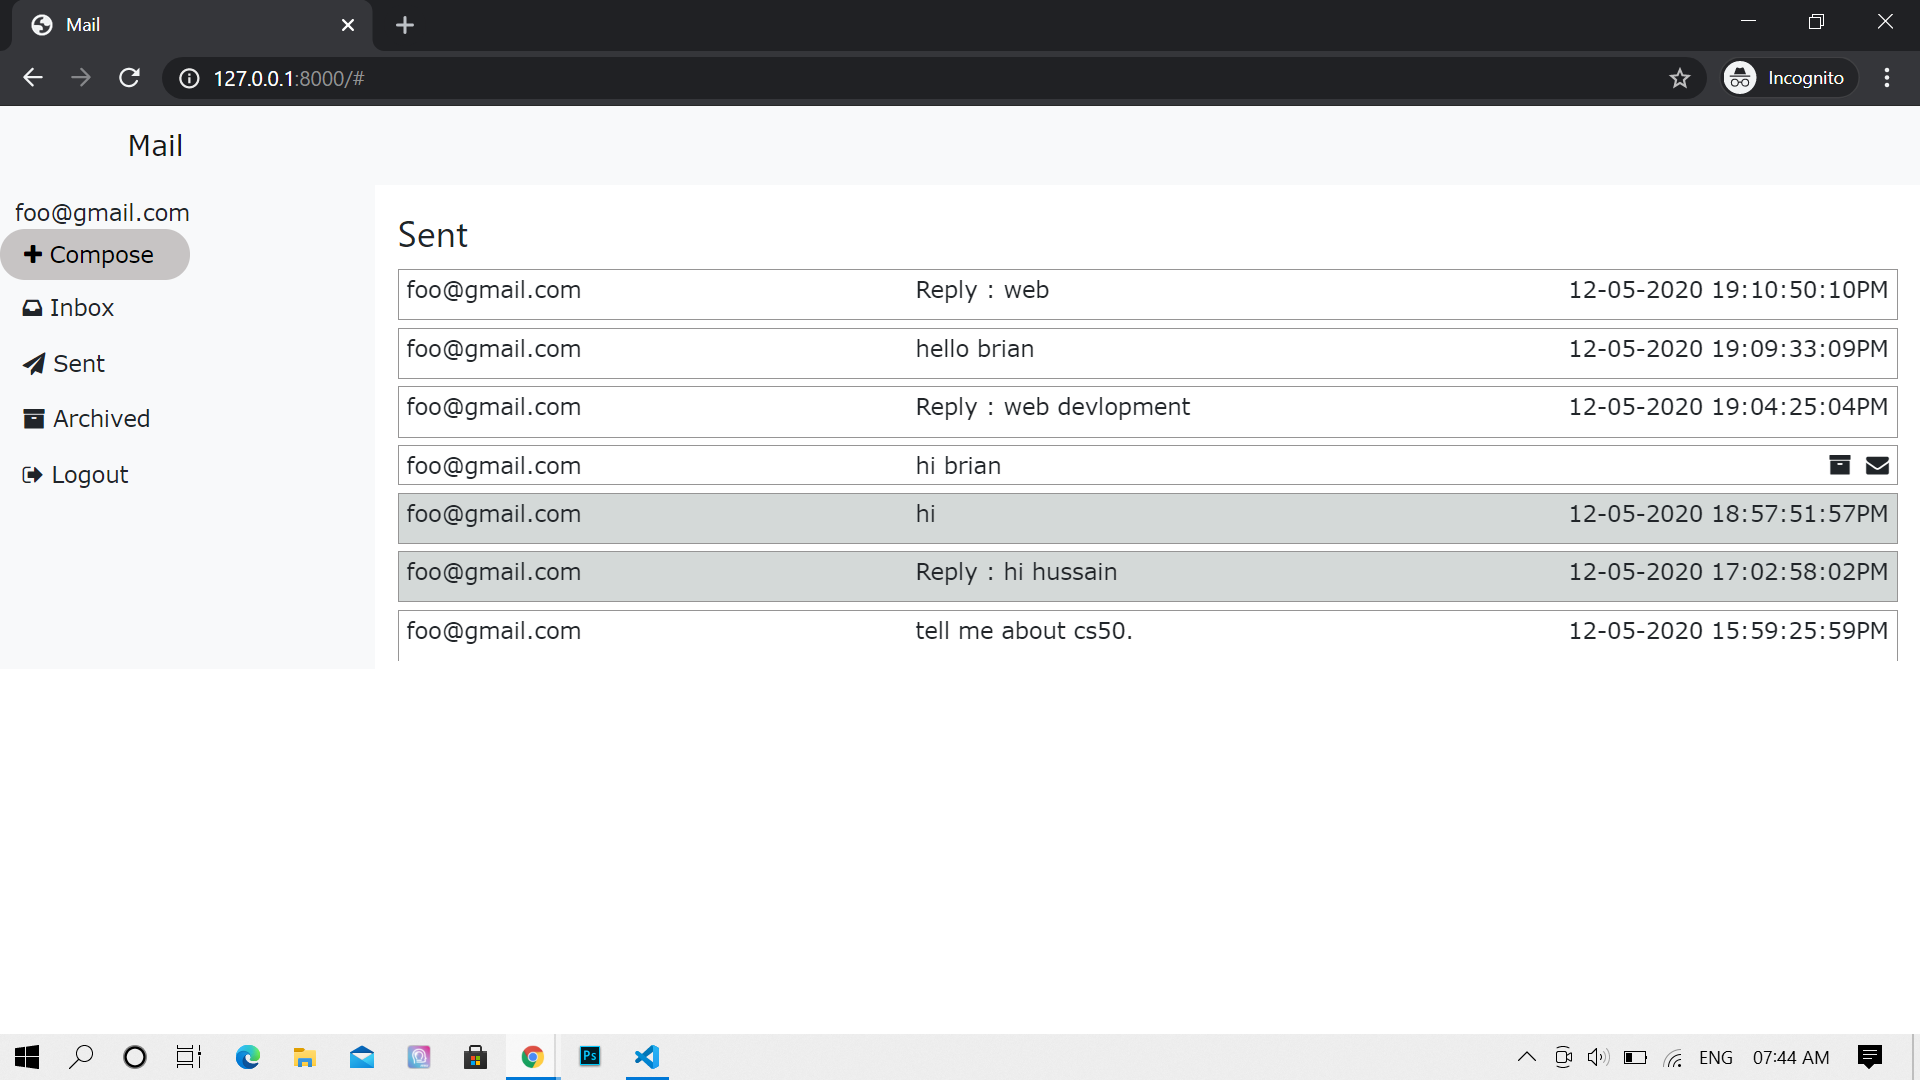 Mail
127.0.0.1:8000/#
Incognito
Mail
foo@gmail.com
Compose
Inbox
Sent
Archived
Logout
Sent
foo@gmail.com Reply : web 12-05-2020 19:10:50:10PM
foo@gmail.com hello brian 12-05-2020 19:09:33:09PM
foo@gmail.com Reply : web devlopment 12-05-2020 19:04:25:04PM
foo@gmail.com hi brian
foo@gmail.com hi 12-05-2020 18:57:51:57PM
foo@gmail.com Reply : hi hussain 12-05-2020 17:02:58:02PM
foo@gmail.com tell me about cs50. 12-05-2020 15:59:25:59PM
Ps
ENG 07:44 AM